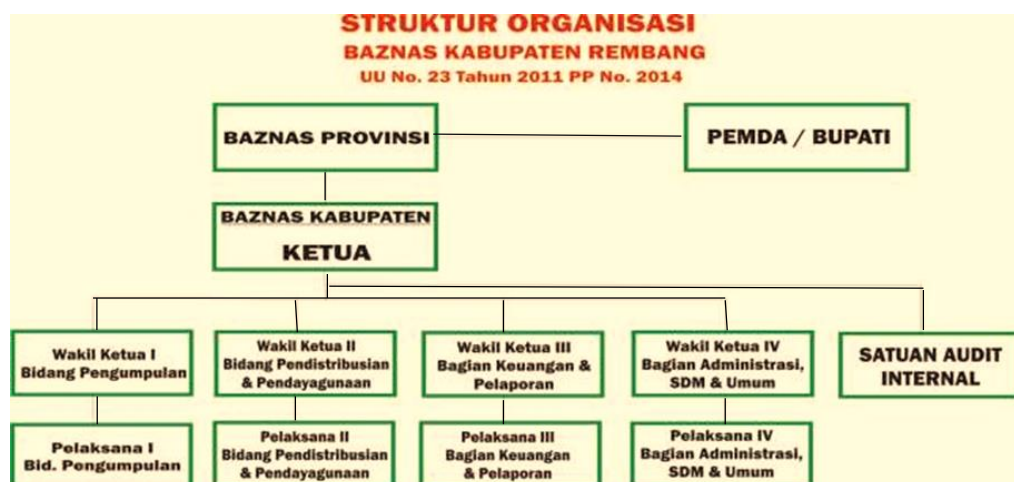 STRUKTUR ORGANISASI
BAZNAS KABUPATEN REMBANG
UU No. 23 Tahun 2011 PP No. 2014
BAZNAS PROVINSI
PEMDA / BUPATI
BAZNAS KABUPATEN
KETUA
Wakil Ketua I
Bidang Pengumpulan
Wakil Ketua II
Bidang Pendistribusian
& Pendayagunaan
Wakil Ketua III
Bagian Keuangan &
Pelaporan
Wakil Ketua IV
Bagian Administrasi,
SDM & Umum
SATUAN AUDIT
INTERNAL
Pelaksana I
Bid. Pengumpulan
Pelaksana II
Bidang Pendistribusian
& Pendayagunaan
Pelaksana III
Bagian Keuangan
& Pelaporan
Pelaksana IV
Bagian Administrasi,
SDM & Umum